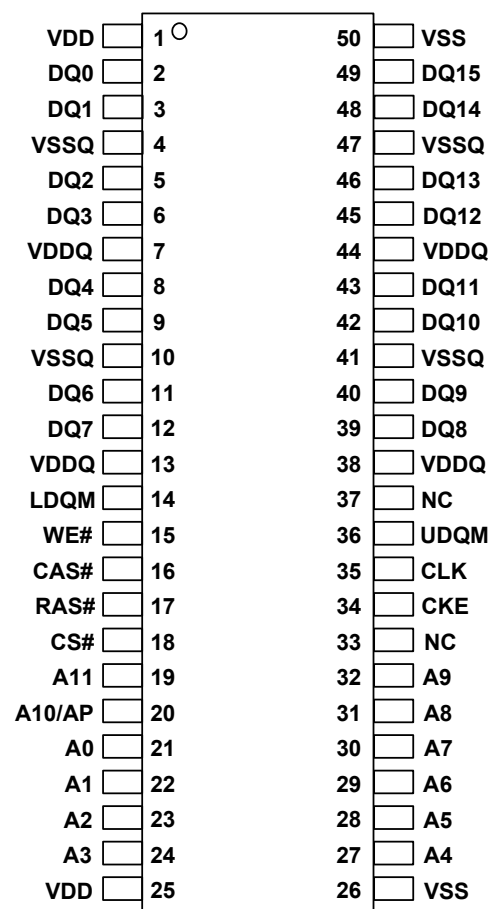 VDD 1 50 VSS
DQ0 2 49 DQ15
DQ1 3 48 DQ14
VSSQ 4 47 VSSQ
DQ2 5 46 DQ13
DQ3 6 45 DQ12
VDDQ 7 44 VDDQ
DQ4 8 43 DQ11
DQ5 9 42 DQ10
VSSQ 10 41 VSSQ
DQ6 11 40 DQ9
DQ7 12 39 DQ8
VDDQ 13 38 VDDQ
LDQM 14 37 NC
WE# 15 36 UDQM
CAS# 16 35 CLK
RAS# 17 34 CKE
CS# 18 33 NC
A11 19 32 A9
A10/AP 20 31 A8
A0 21 30 A7
A1 22 29 A6
A2 23 28 A5
A3 24 27 A4
VDD 25 26 VSS